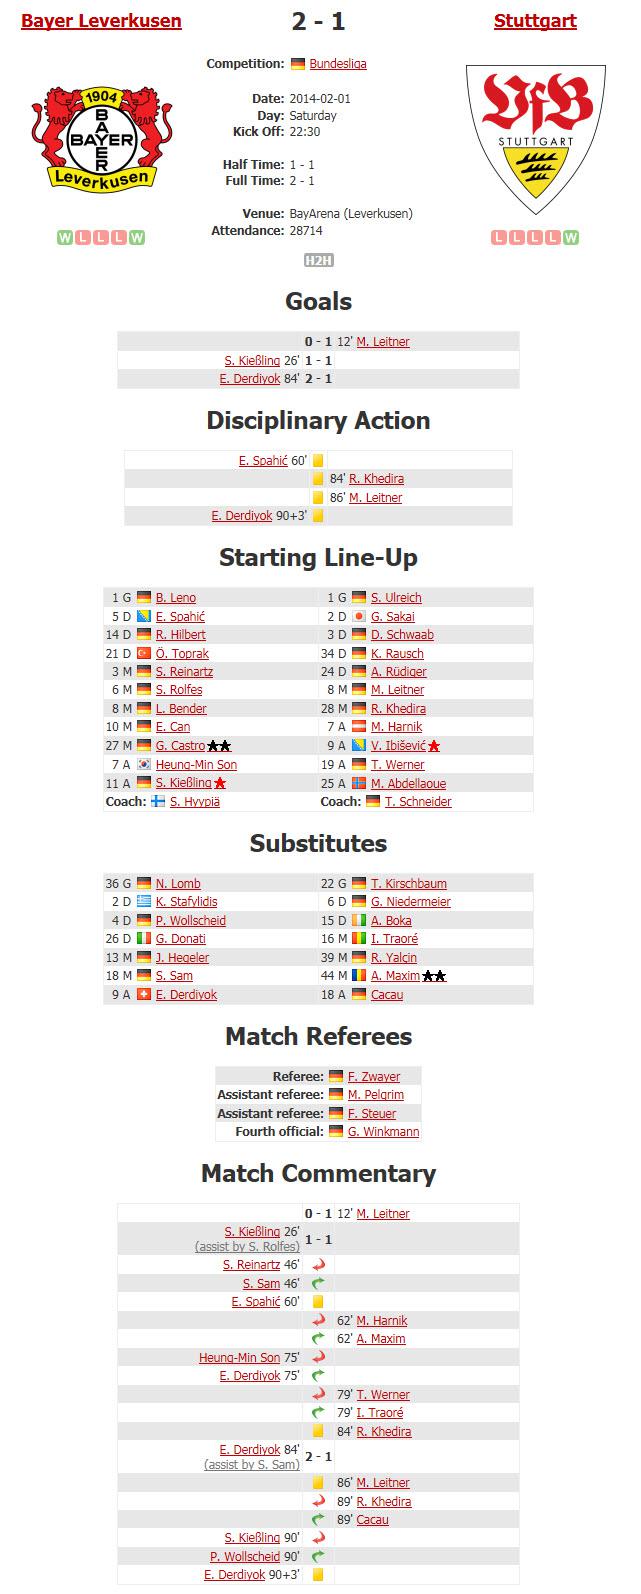 Bayer Leverkusen 2 - 1 Stuttgart
Competition: Bundesliga
1904
BAYER
BAYER
Leverkusen
VfB
STUTTGART
Date: 2014-02-01
Day: Saturday
Kick Off: 22:30
Half Time: 1 - 1
Full Time: 2 - 1
Venue: BayArena (Leverkusen)
Attendance: 28714
W L L L W
L L L L W
H2H
Goals
0 - 1 12' M. Leitner
S. Kießling 26' 1 - 1
E. Derdiyok 84' 2 - 1
Disciplinary Action
E. Spahić 60'
84' R. Khedira
86' M. Leitner
E. Derdiyok 90+3'
Starting Line-Up
1 G B. Leno 1 G S. Ulreich
5 D E. Spahić 2 D G. Sakai
14 D R. Hilbert 3 D D. Schwaab
21 D Ö. Toprak 34 D K. Rausch
3 M S. Reinartz 24 D A. Rüdiger
6 M S. Rolfes 8 M M. Leitner
8 M L. Bender 28 M R. Khedira
10 M E. Can 7 A M. Harnik
27 M G. Castro 9 A V. Ibišević
7 A Heung-Min Son 19 A T. Werner
11 A S. Kießling 25 A M. Abdellaoue
Coach: S. Hyypiä Coach: T. Schneider
Substitutes
36 G N. Lomb 22 G T. Kirschbaum
2 D K. Stafylidis 6 D G. Niedermeier
4 D P. Wollscheid 15 D A. Boka
26 D G. Donati 16 M I. Traoré
13 M J. Hegeler 39 M R. Yalçin
18 M S. Sam 44 M A. Maxim
9 A E. Derdiyok 18 A Cacau
Match Referees
Referee: F. Zwayer
Assistant referee: M. Pelgrim
Assistant referee: F. Steuer
Fourth official: G. Winkmann
Match Commentary
0 - 1 12' M. Leitner
S. Kießling 26' 1 - 1
(assist by S. Rolfes)
S. Reinartz 46'
S. Sam 46'
E. Spahić 60'
62' M. Harnik
62' A. Maxim
Heung-Min Son 75'
E. Derdiyok 75'
79' T. Werner
79' I. Traoré
84' R. Khedira
E. Derdiyok 84' 2 - 1
(assist by S. Sam)
86' M. Leitner
89' R. Khedira
89' Cacau
S. Kießling 90'
P. Wollscheid 90'
E. Derdiyok 90+3'